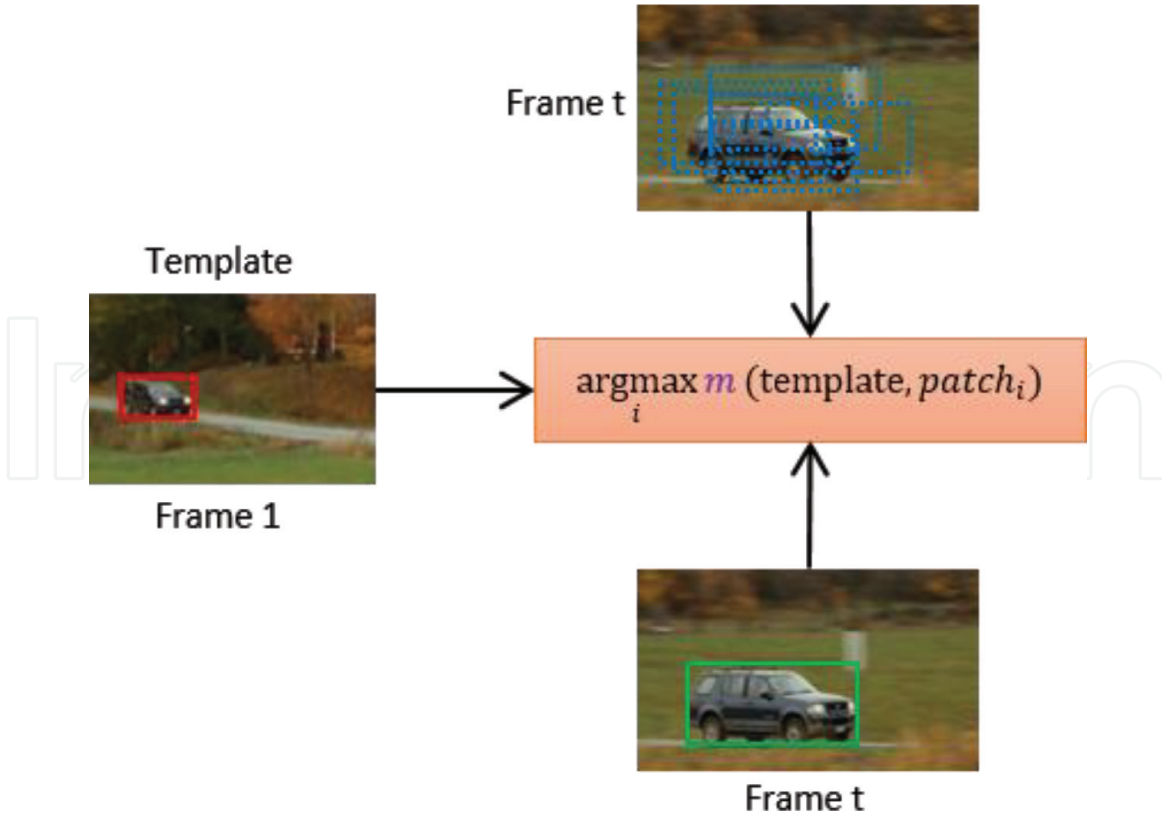 Frame t
Template
argmax m (template, patchᵢ)
i
Frame 1
Frame t